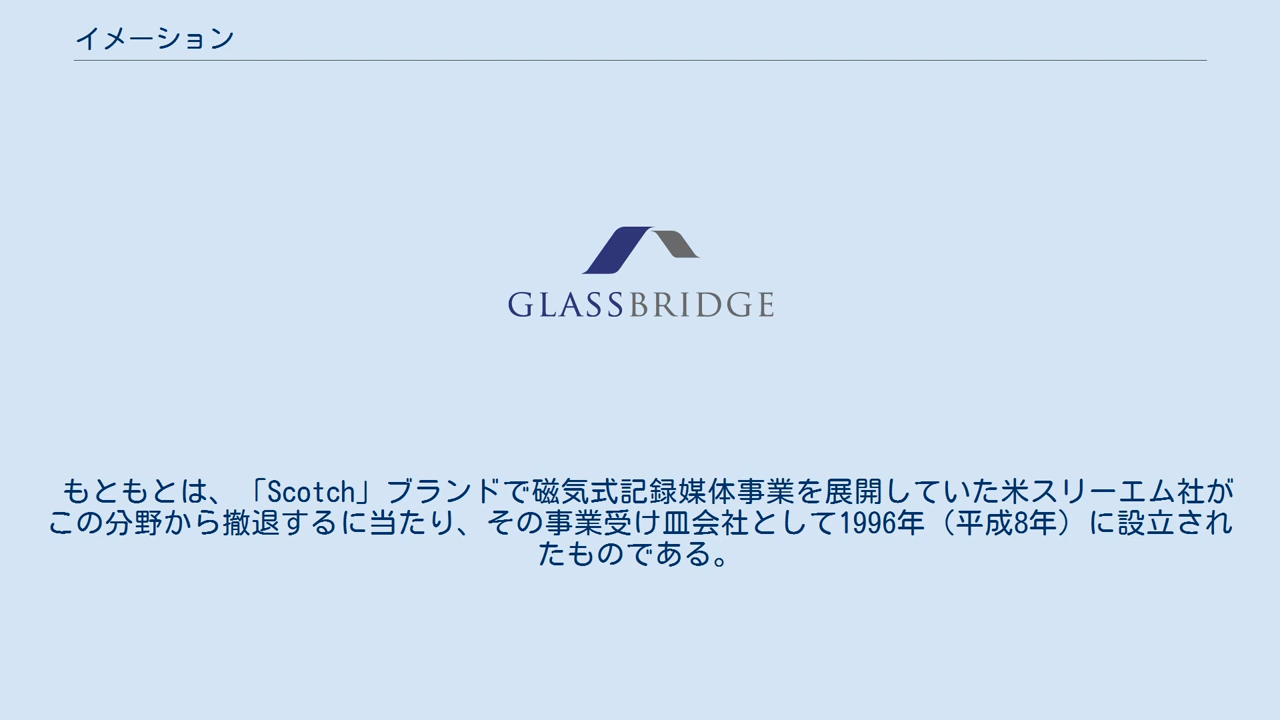 イメーション
GLASSBRIDGE
もともとは、「Scotch」ブランドで磁気式記録媒体事業を展開していた米スリーエム社が
この分野から撤退するに当たり、その事業受け皿会社として1996年（平成8年）に設立され
たものである。